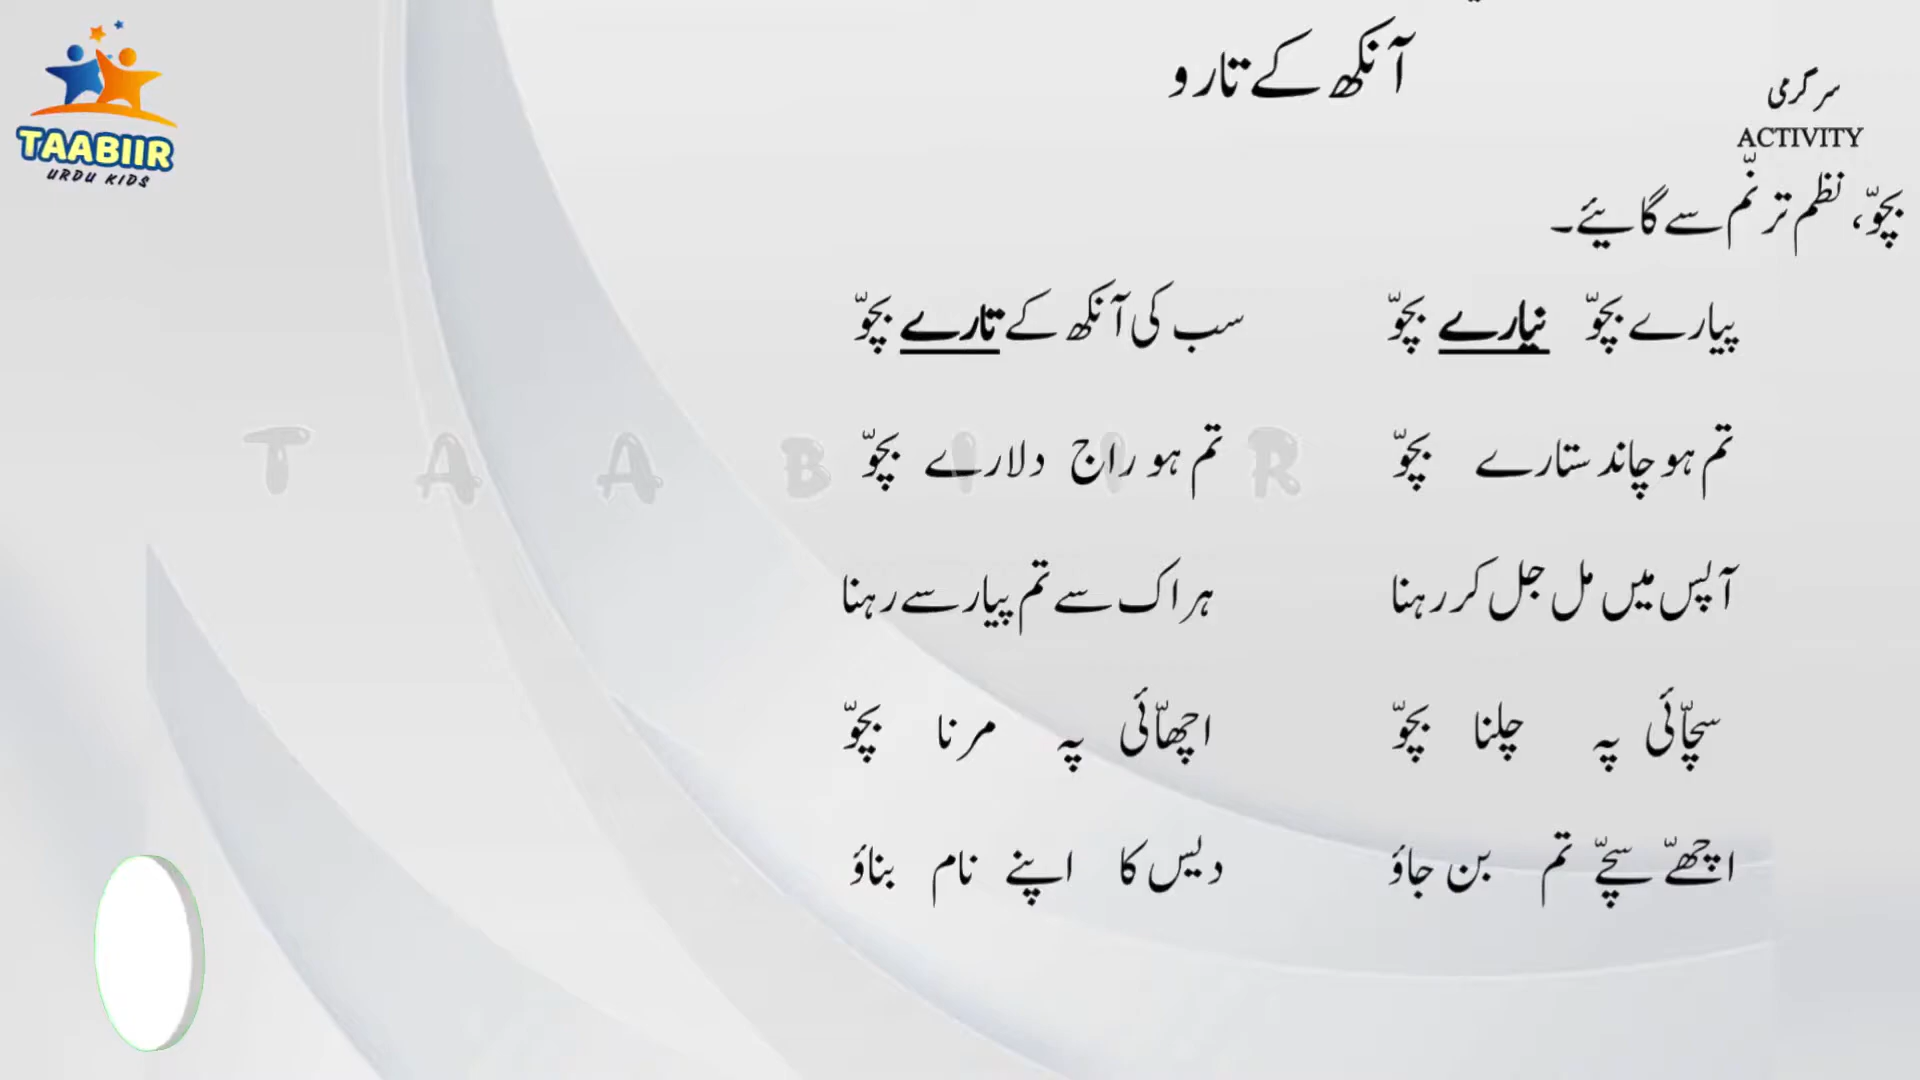 آنکھ کے تارو
سرگرمی
ACTIVITY
بچّو، نظم ترنّم سے گائیے۔
پیارے بچّو نیارے بچّو سب کی آنکھ کے تارے بچّو
تم ہو چاند ستارے بچّو تم ہو راج دلارے بچّو
آپس میں مل جل کر رہنا ہر اک سے تم پیار سے رہنا
سچّائی پہ چلنا بچّو اچھّائی پہ مرنا بچّو
اچھّے سچّے تم بن جاؤ دیس کا اپنے نام بناؤ
TAABIIR
URDU KIDS
TAABIIR